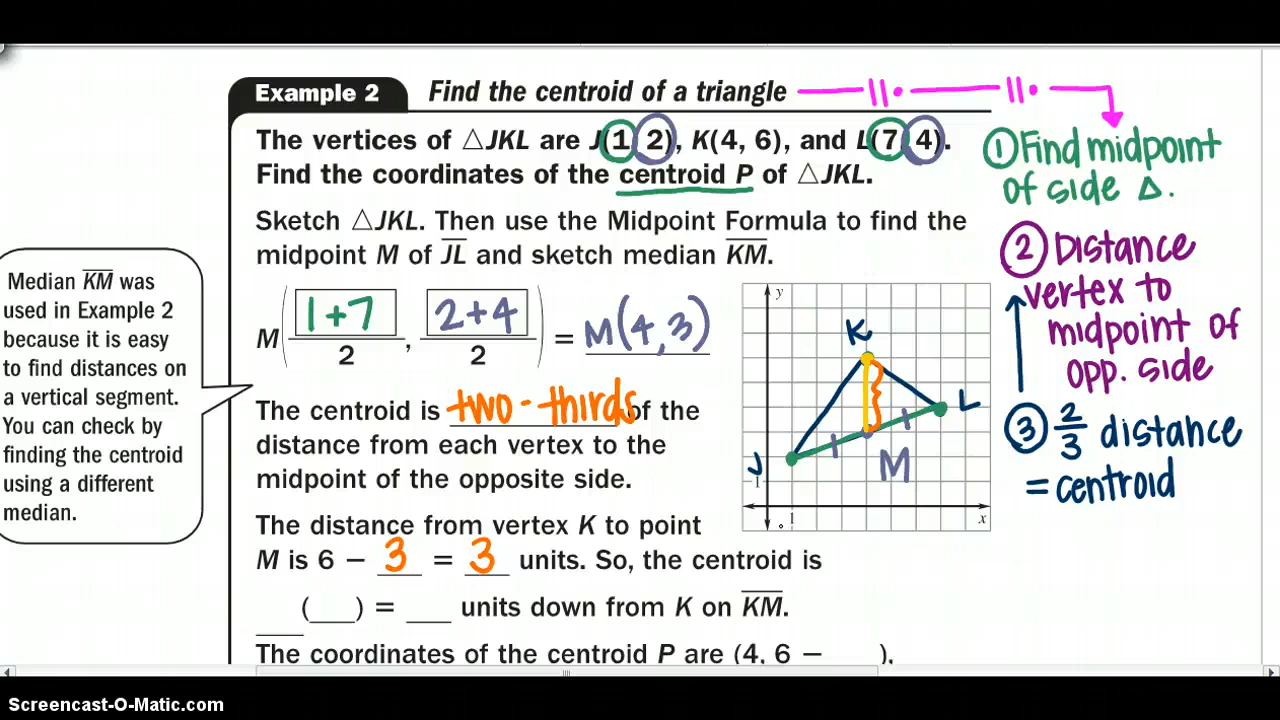 Example 2 Find the centroid of a triangle
The vertices of △JKL are J(1, 2), K(4, 6), and L(7, 4).
Find the coordinates of the centroid P of △JKL.
Sketch △JKL. Then use the Midpoint Formula to find the
midpoint M of JL and sketch median KM.
M( 1+7 / 2 , 2+4 / 2 ) = M(4,3)
The centroid is two-thirds of the
distance from each vertex to the
midpoint of the opposite side.
The distance from vertex K to point
M is 6 − 3 = 3 units. So, the centroid is
___ (___) = ___ units down from K on KM.
The coordinates of the centroid P are (4, 6 − ___),
Median KM was
used in Example 2
because it is easy
to find distances on
a vertical segment.
You can check by
finding the centroid
using a different
median.
y
K
L
J
M
1
1
x
① Find midpoint
of side △.
② Distance
vertex to
midpoint of
opp. side
③ 2/3 distance
= centroid
Screencast-O-Matic.com